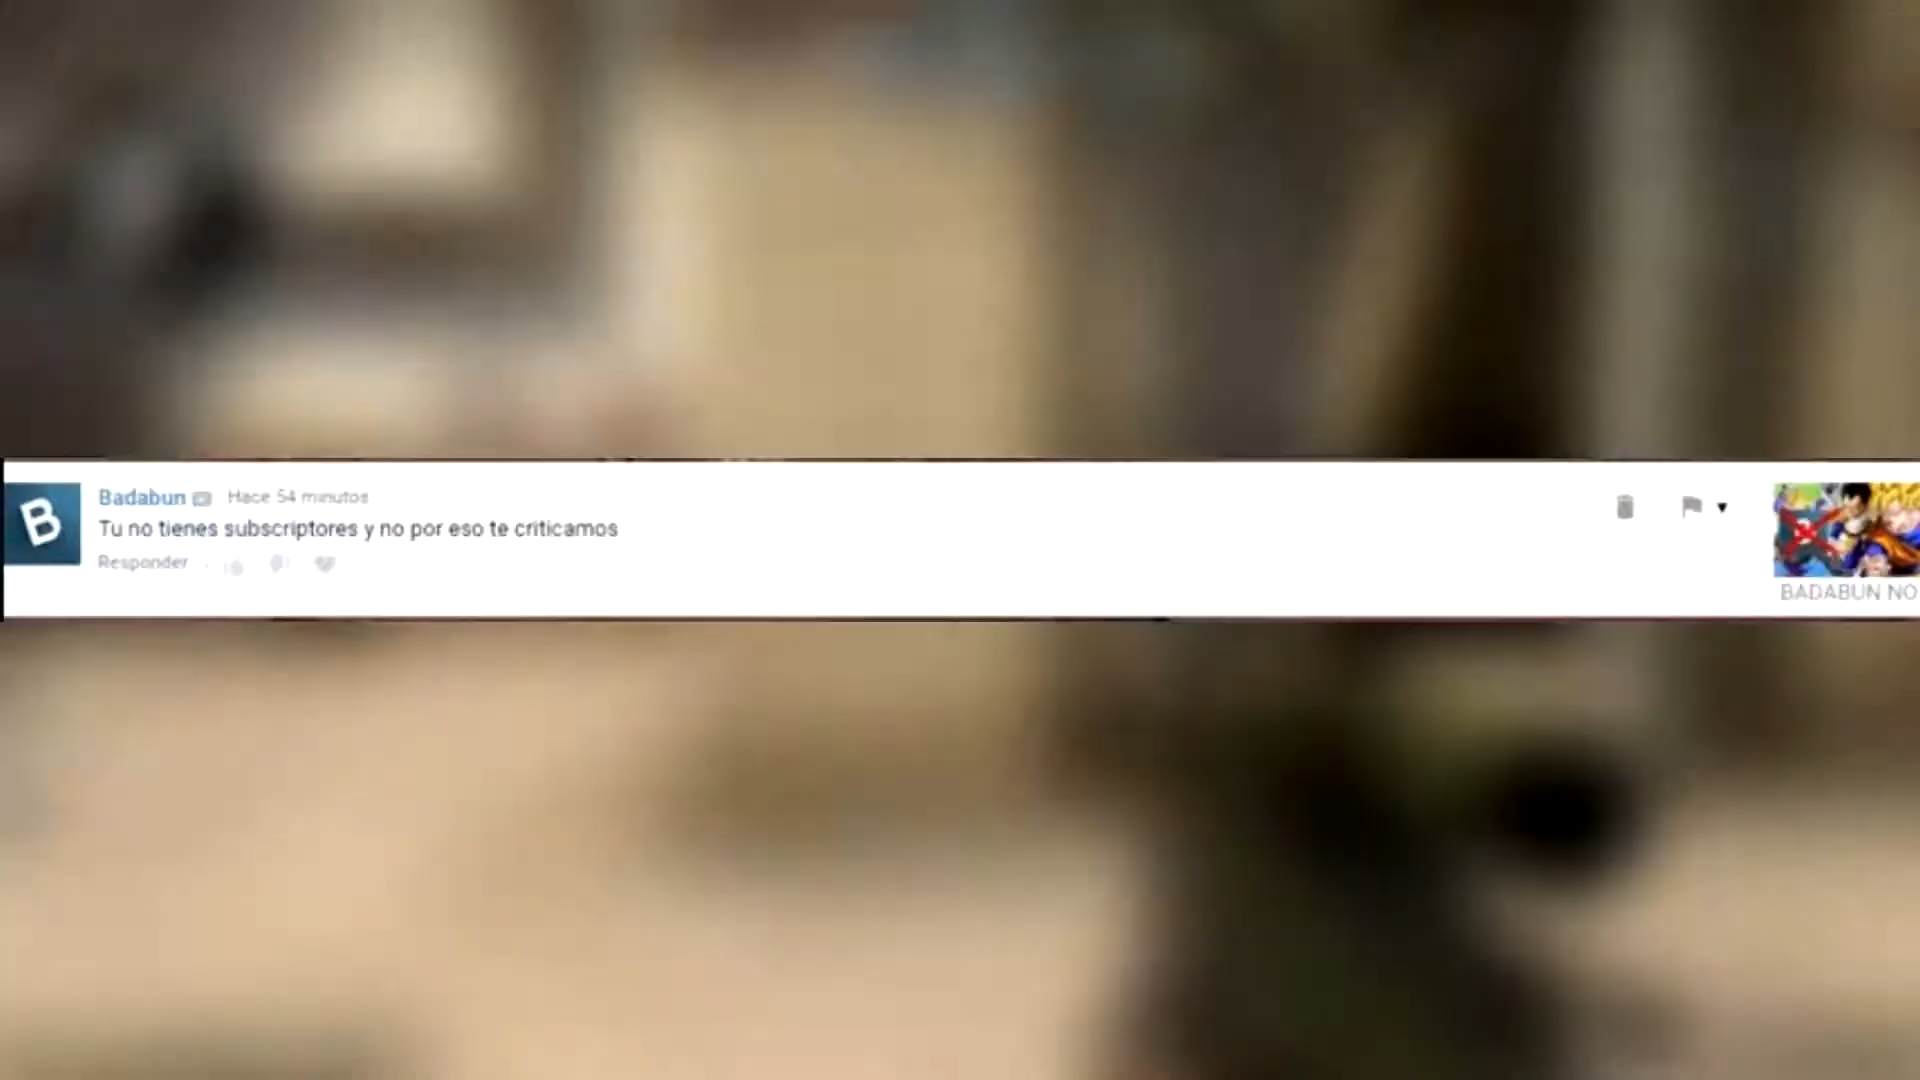 B
Badabun Hace 54 minutos
Tu no tienes subscriptores y no por eso te criticamos
Responder
BADABUN NO